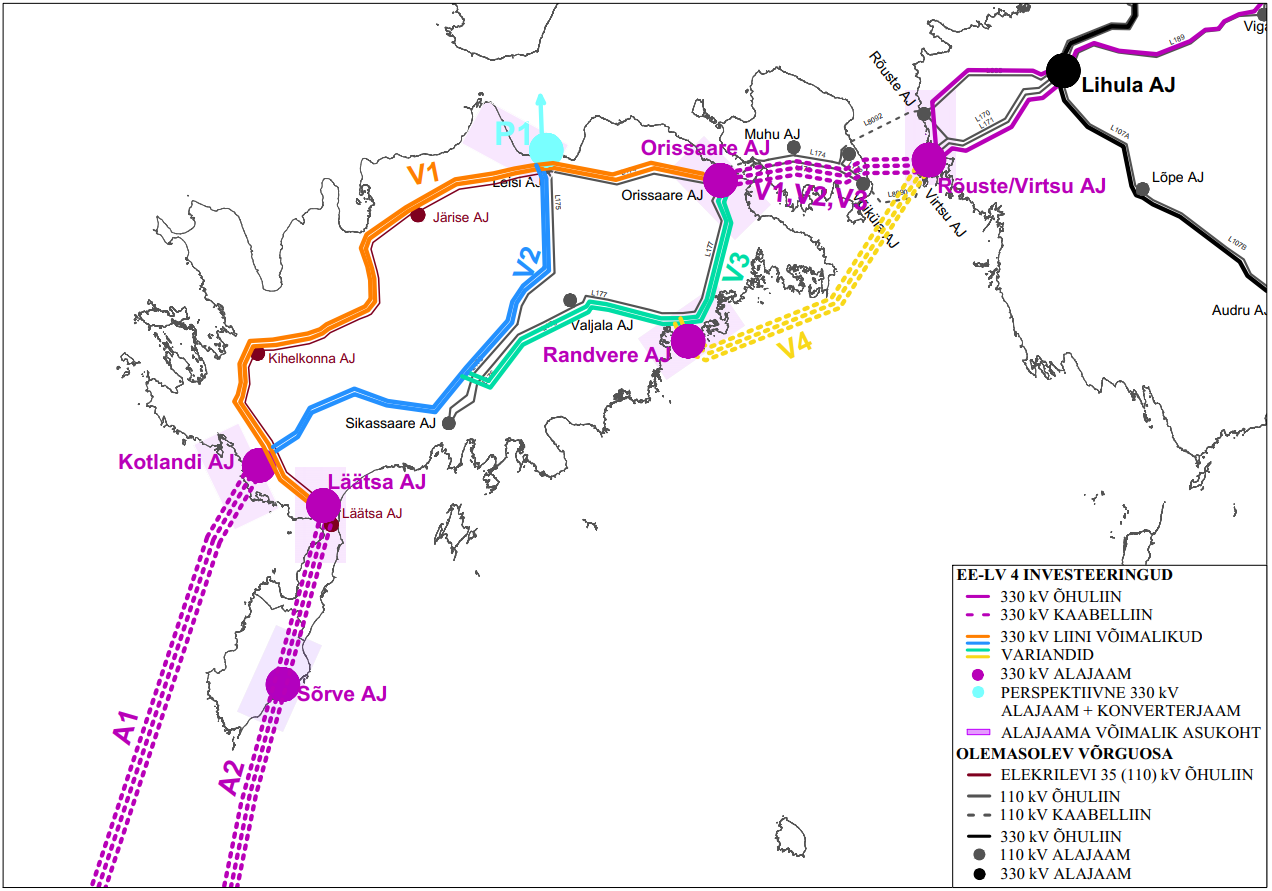 Viga
L189
Rõuste AJ
Lihula AJ
L8092
L170
L171
L107A
P1
Muhu AJ
L174
Orissaare AJ
V1
Leisi AJ
Lõpe AJ
Rõuste/Virtsu AJ
V1,V2,V3
Orissaare AJ
L175
L8090
Virtsu AJ
Järise AJ
L107B
L177
V2
V3
L177
Audru AJ
Valjala AJ
V4
Randvere AJ
Kihelkonna AJ
Sikassaare AJ
Kotlandi AJ
Läätsa AJ
Läätsa AJ
Sõrve AJ
A1
A2
EE-LV 4 INVESTEERINGUD
330 kV ÕHULIIN
330 kV KAABELLIIN
330 kV LIINI VÕIMALIKUD
VARIANDID
330 kV ALAJAAM
PERSPEKTIIVNE 330 kV
ALAJAAM + KONVERTERJAAM
ALAJAAMA VÕIMALIK ASUKOHT
OLEMASOLEV VÕRGUOSA
ELEKRILEVI 35 (110) kV ÕHULIIN
110 kV ÕHULIIN
110 kV KAABELLIIN
330 kV ÕHULIIN
110 kV ALAJAAM
330 kV ALAJAAM